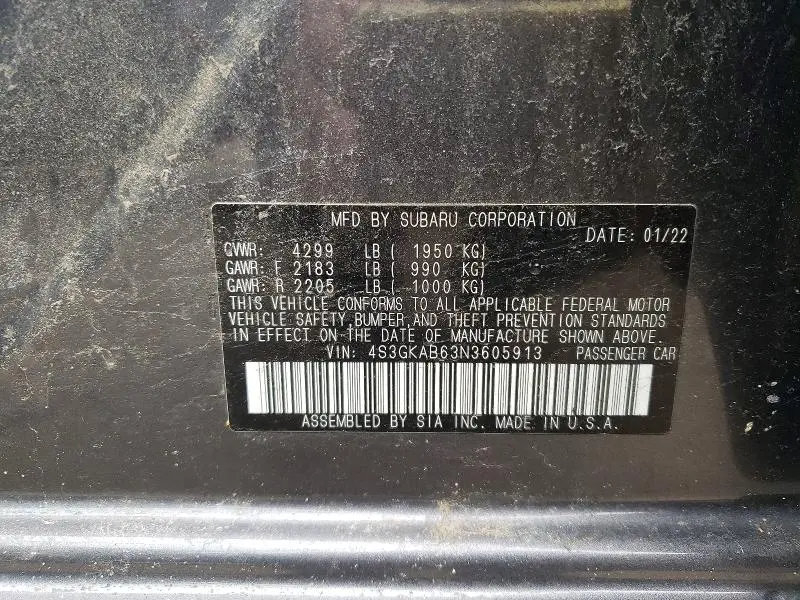 MFD BY SUBARU CORPORATION
DATE: 01/22
GVWR: 4299 LB ( 1950 KG)
GAWR: F 2183 LB ( 990 KG)
GAWR: R 2205 LB ( 1000 KG)
THIS VEHICLE CONFORMS TO ALL APPLICABLE FEDERAL MOTOR
VEHICLE SAFETY,BUMPER,AND THEFT PREVENTION STANDARDS
IN EFFECT ON THE DATE OF MANUFACTURE SHOWN ABOVE.
VIN: 4S3GKAB63N3605913 PASSENGER CAR
ASSEMBLED BY SIA INC. MADE IN U.S.A.